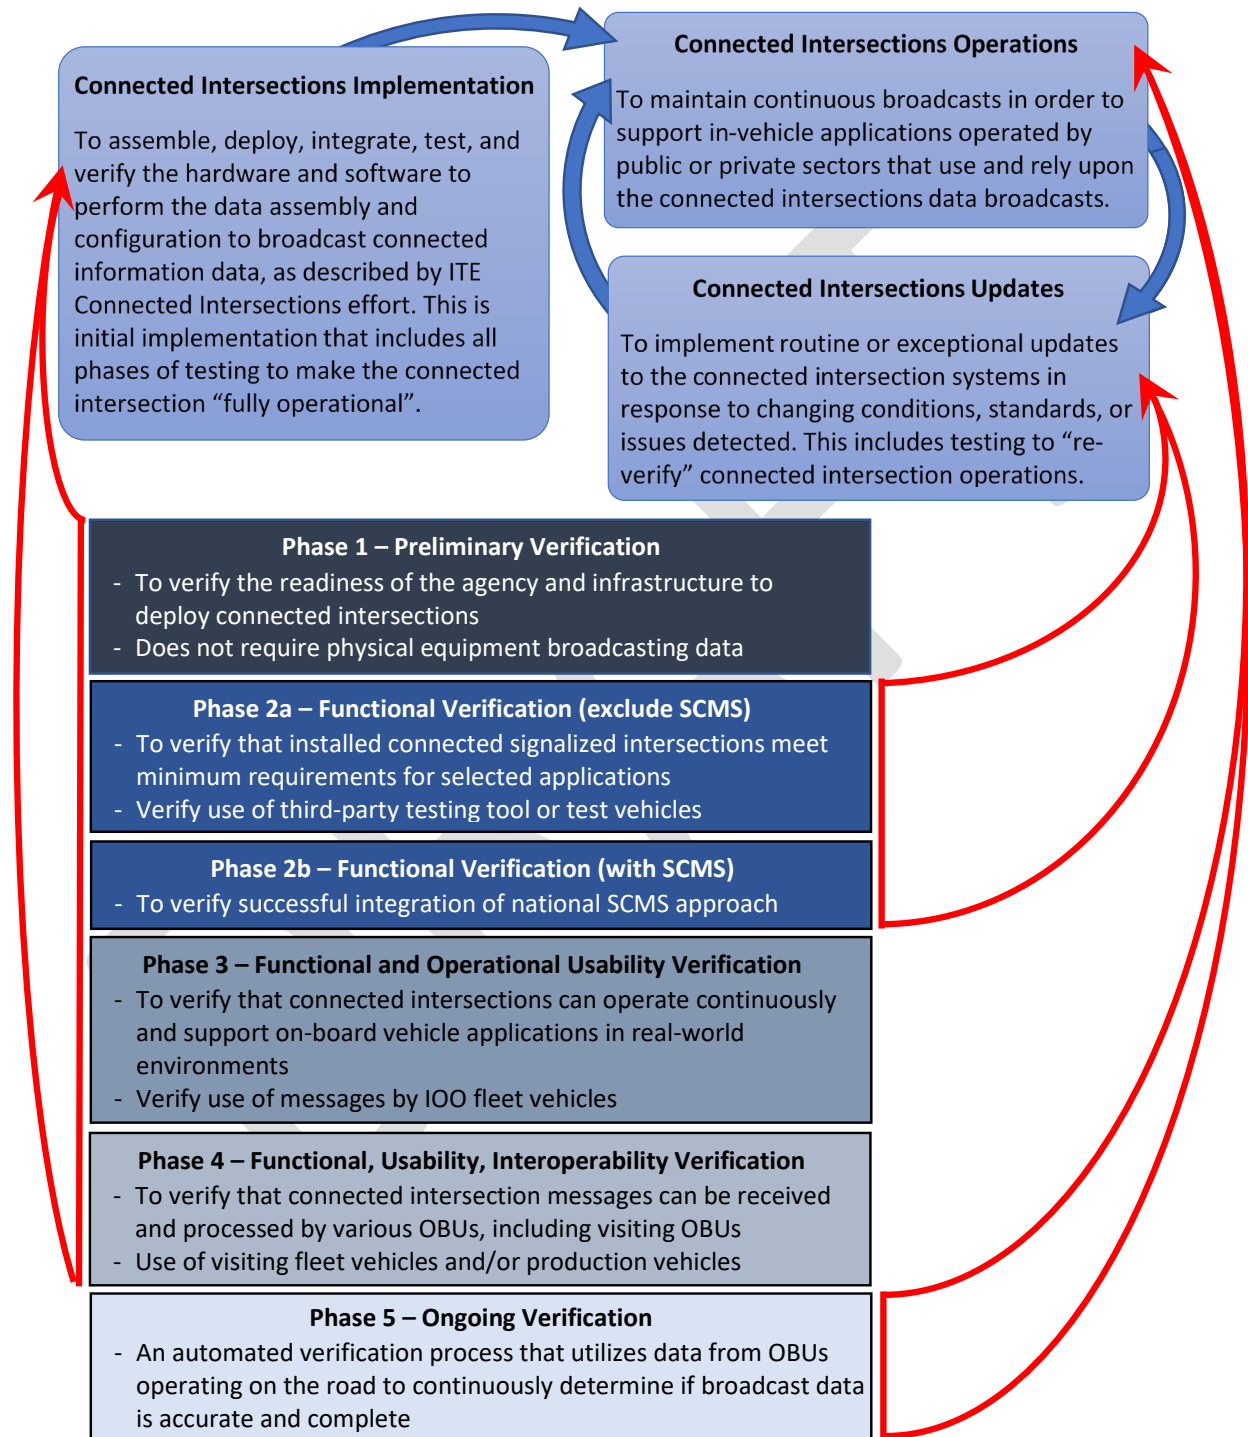 Connected Intersections Implementation
To assemble, deploy, integrate, test, and
verify the hardware and software to
perform the data assembly and
configuration to broadcast connected
information data, as described by ITE
Connected Intersections effort. This is
initial implementation that includes all
phases of testing to make the connected
intersection “fully operational”.
Connected Intersections Operations
To maintain continuous broadcasts in order to
support in-vehicle applications operated by
public or private sectors that use and rely upon
the connected intersections data broadcasts.
Connected Intersections Updates
To implement routine or exceptional updates
to the connected intersection systems in
response to changing conditions, standards, or
issues detected. This includes testing to “re-
verify” connected intersection operations.
Phase 1 – Preliminary Verification
- To verify the readiness of the agency and infrastructure to
deploy connected intersections
- Does not require physical equipment broadcasting data
Phase 2a – Functional Verification (exclude SCMS)
- To verify that installed connected signalized intersections meet
minimum requirements for selected applications
- Verify use of third-party testing tool or test vehicles
Phase 2b – Functional Verification (with SCMS)
- To verify successful integration of national SCMS approach
Phase 3 – Functional and Operational Usability Verification
- To verify that connected intersections can operate continuously
and support on-board vehicle applications in real-world
environments
- Verify use of messages by IOO fleet vehicles
Phase 4 – Functional, Usability, Interoperability Verification
- To verify that connected intersection messages can be received
and processed by various OBUs, including visiting OBUs
- Use of visiting fleet vehicles and/or production vehicles
Phase 5 – Ongoing Verification
- An automated verification process that utilizes data from OBUs
operating on the road to continuously determine if broadcast data
is accurate and complete